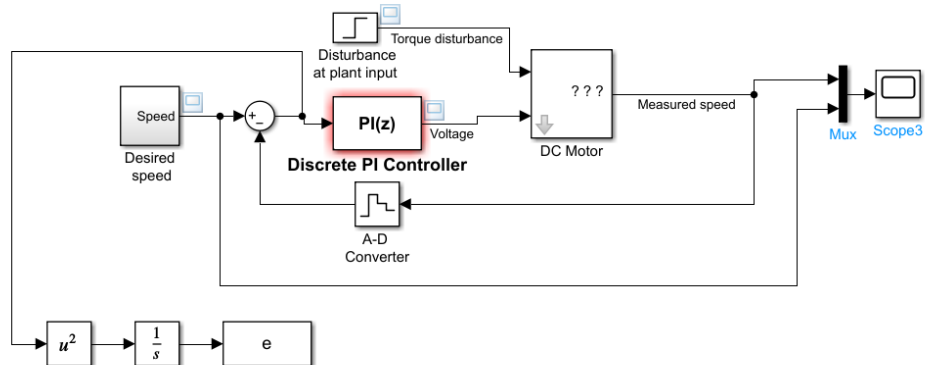 Torque disturbance
Disturbance
at plant input
? ? ?
Speed
+
−
PI(z)
Voltage
Measured speed
Desired
speed
Discrete PI Controller
DC Motor
Mux
Scope3
A-D
Converter
u²
1
s
e